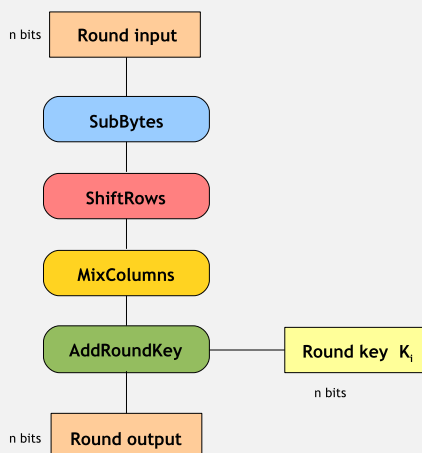 n bits
Round input
SubBytes
ShiftRows
MixColumns
AddRoundKey
Round key Ki
n bits
n bits
Round output